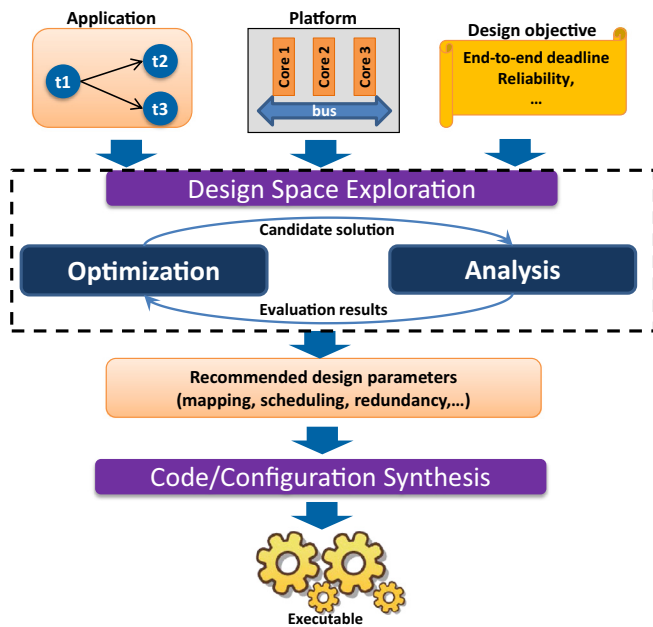 Application
Platform
Design objective
t1
t2
t3
Core 1
Core 2
Core 3
bus
End-to-end deadline
Reliability,
...
Design Space Exploration
Candidate solution
Optimization
Analysis
Evaluation results
Recommended design parameters
(mapping, scheduling, redundancy,...)
Code/Configuration Synthesis
Executable